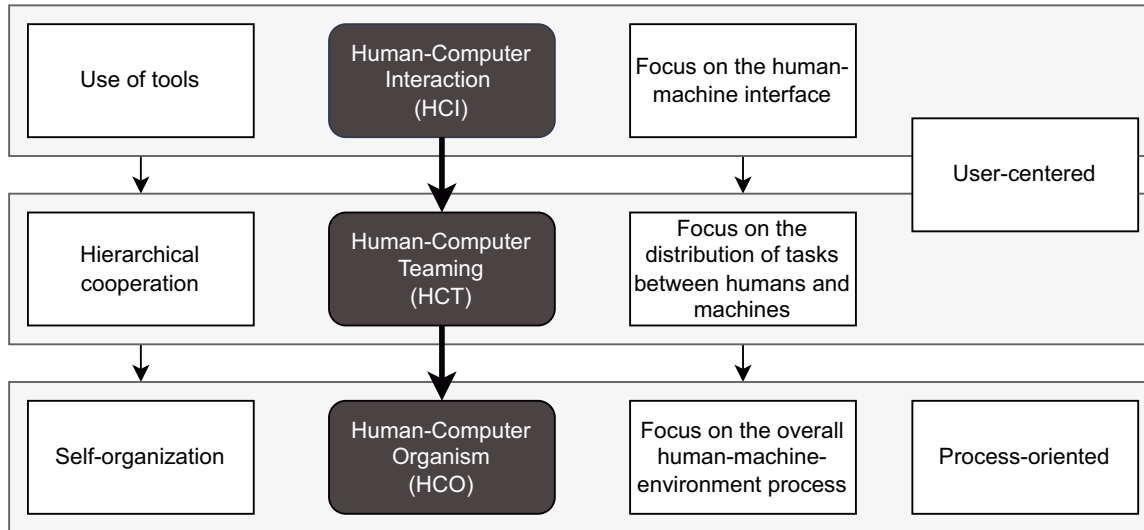 Use of tools
Human-Computer
Interaction
(HCI)
Focus on the human-
machine interface
User-centered
Hierarchical
cooperation
Human-Computer
Teaming
(HCT)
Focus on the
distribution of tasks
between humans and
machines
Self-organization
Human-Computer
Organism
(HCO)
Focus on the overall
human-machine-
environment process
Process-oriented